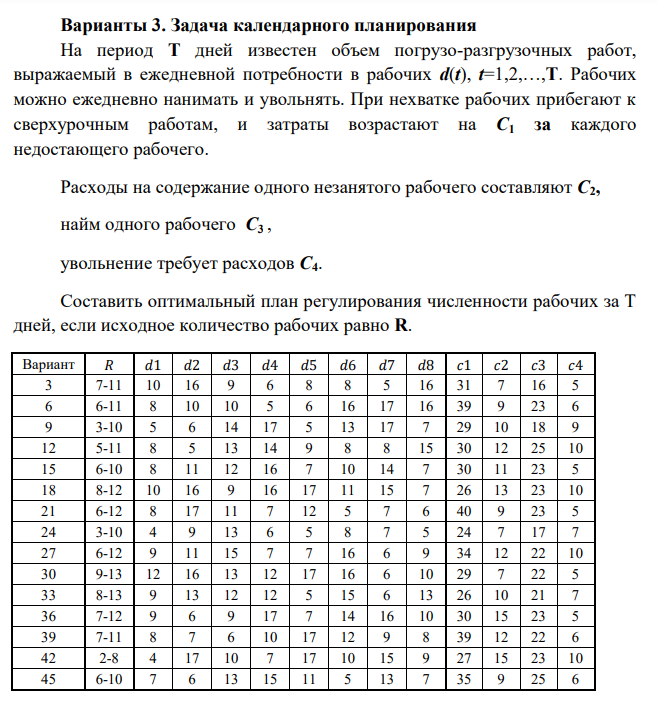 Варианты 3. Задача календарного планирования
На период T дней известен объем погрузо-разгрузочных работ,
выражаемый в ежедневной потребности в рабочих d(t), t=1,2,…,T. Рабочих
можно ежедневно нанимать и увольнять. При нехватке рабочих прибегают к
сверхурочным работам, и затраты возрастают на C1 за каждого
недостающего рабочего.
Расходы на содержание одного незанятого рабочего составляют C2,
найм одного рабочего C3 ,
увольнение требует расходов C4.
Составить оптимальный план регулирования численности рабочих за T
дней, если исходное количество рабочих равно R.
Вариант R d1 d2 d3 d4 d5 d6 d7 d8 c1 c2 c3 c4
3 7-11 10 16 9 6 8 8 5 16 31 7 16 5
6 6-11 8 10 10 5 6 16 17 16 39 9 23 6
9 3-10 5 6 14 17 5 13 17 7 29 10 18 9
12 5-11 8 5 13 14 9 8 8 15 30 12 25 10
15 6-10 8 11 12 16 7 10 14 7 30 11 23 5
18 8-12 10 16 9 16 17 11 15 7 26 13 23 10
21 6-12 8 17 11 7 12 5 7 6 40 9 23 5
24 3-10 4 9 13 6 5 8 7 5 24 7 17 7
27 6-12 9 11 15 7 7 16 6 9 34 12 22 10
30 9-13 12 16 13 12 17 16 6 10 29 7 22 5
33 8-13 9 13 12 12 5 15 6 13 26 10 21 7
36 7-12 9 6 9 17 7 14 16 10 30 15 23 5
39 7-11 8 7 6 10 17 12 9 8 39 12 22 6
42 2-8 4 17 10 7 17 10 15 9 27 15 23 10
45 6-10 7 6 13 15 11 5 13 7 35 9 25 6